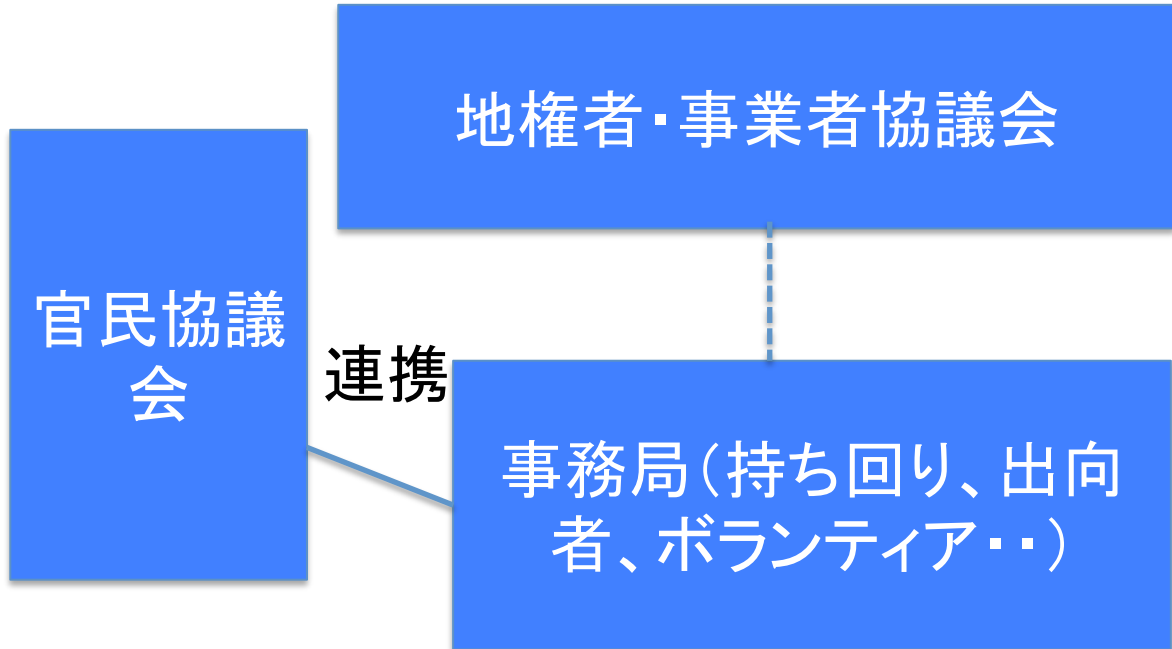 地権者・事業者協議会
官民協議
会
連携
事務局（持ち回り、出向
者、ボランティア・・）